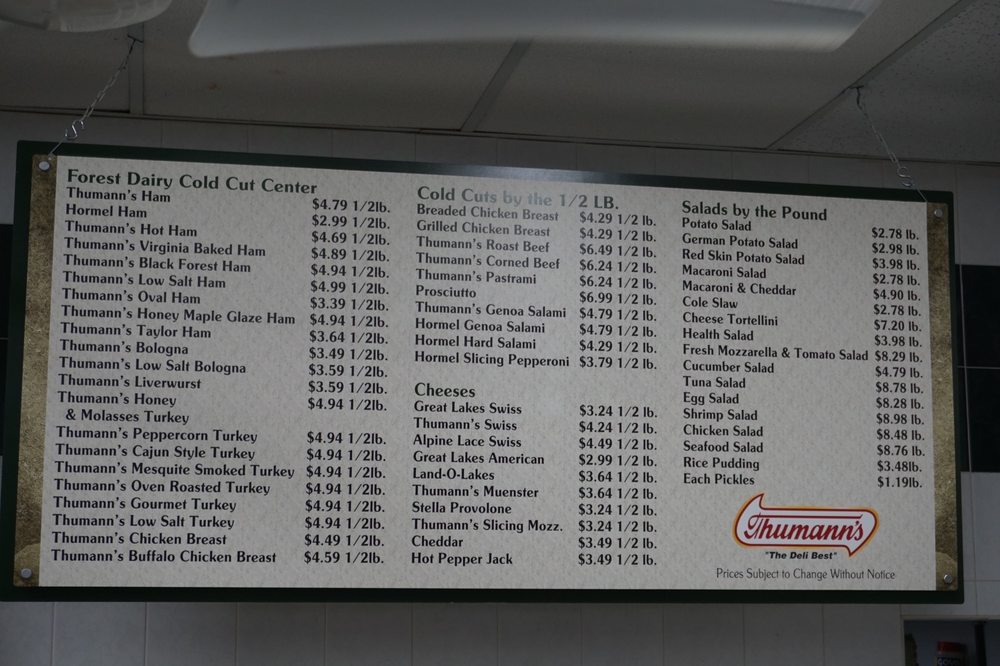 Forest Dairy Cold Cut Center
Thumann's Ham $4.79 1/2lb.
Hormel Ham $2.99 1/2lb.
Thumann's Hot Ham $4.69 1/2lb.
Thumann's Virginia Baked Ham $4.89 1/2lb.
Thumann's Black Forest Ham $4.94 1/2lb.
Thumann's Low Salt Ham $4.99 1/2lb.
Thumann's Oval Ham $3.39 1/2lb.
Thumann's Honey Maple Glaze Ham $4.94 1/2lb.
Thumann's Taylor Ham $3.64 1/2lb.
Thumann's Bologna $3.49 1/2lb.
Thumann's Low Salt Bologna $3.59 1/2lb.
Thumann's Liverwurst $3.59 1/2lb.
Thumann's Honey $4.94 1/2lb.
& Molasses Turkey
Thumann's Peppercorn Turkey $4.94 1/2lb.
Thumann's Cajun Style Turkey $4.94 1/2lb.
Thumann's Mesquite Smoked Turkey $4.94 1/2lb.
Thumann's Oven Roasted Turkey $4.94 1/2lb.
Thumann's Gourmet Turkey $4.94 1/2lb.
Thumann's Low Salt Turkey $4.94 1/2lb.
Thumann's Chicken Breast $4.49 1/2lb.
Thumann's Buffalo Chicken Breast $4.59 1/2lb.
Cold Cuts by the 1/2 LB.
Breaded Chicken Breast $4.29 1/2 lb.
Grilled Chicken Breast $4.29 1/2 lb.
Thumann's Roast Beef $6.49 1/2 lb.
Thumann's Corned Beef $6.24 1/2 lb.
Thumann's Pastrami $6.24 1/2 lb.
Prosciutto $6.99 1/2 lb.
Thumann's Genoa Salami $4.79 1/2 lb.
Hormel Genoa Salami $4.79 1/2 lb.
Hormel Hard Salami $4.29 1/2 lb.
Hormel Slicing Pepperoni $3.79 1/2 lb.
Cheeses
Great Lakes Swiss $3.24 1/2 lb.
Thumann's Swiss $4.24 1/2 lb.
Alpine Lace Swiss $4.49 1/2 lb.
Great Lakes American $2.99 1/2 lb.
Land-O-Lakes $3.64 1/2 lb.
Thumann's Muenster $3.64 1/2 lb.
Stella Provolone $3.24 1/2 lb.
Thumann's Slicing Mozz. $3.24 1/2 lb.
Cheddar $3.49 1/2 lb.
Hot Pepper Jack $3.49 1/2 lb.
Salads by the Pound
Potato Salad $2.78 lb.
German Potato Salad $2.98 lb.
Red Skin Potato Salad $3.98 lb.
Macaroni Salad $2.78 lb.
Macaroni & Cheddar $4.90 lb.
Cole Slaw $2.78 lb.
Cheese Tortellini $7.20 lb.
Health Salad $3.98 lb.
Fresh Mozzarella & Tomato Salad $8.29 lb.
Cucumber Salad $4.79 lb.
Tuna Salad $8.78 lb.
Egg Salad $8.28 lb.
Shrimp Salad $8.98 lb.
Chicken Salad $8.48 lb.
Seafood Salad $8.76 lb.
Rice Pudding $3.48lb.
Each Pickles $1.19lb.
Thumann's
"The Deli Best"
Prices Subject to Change Without Notice